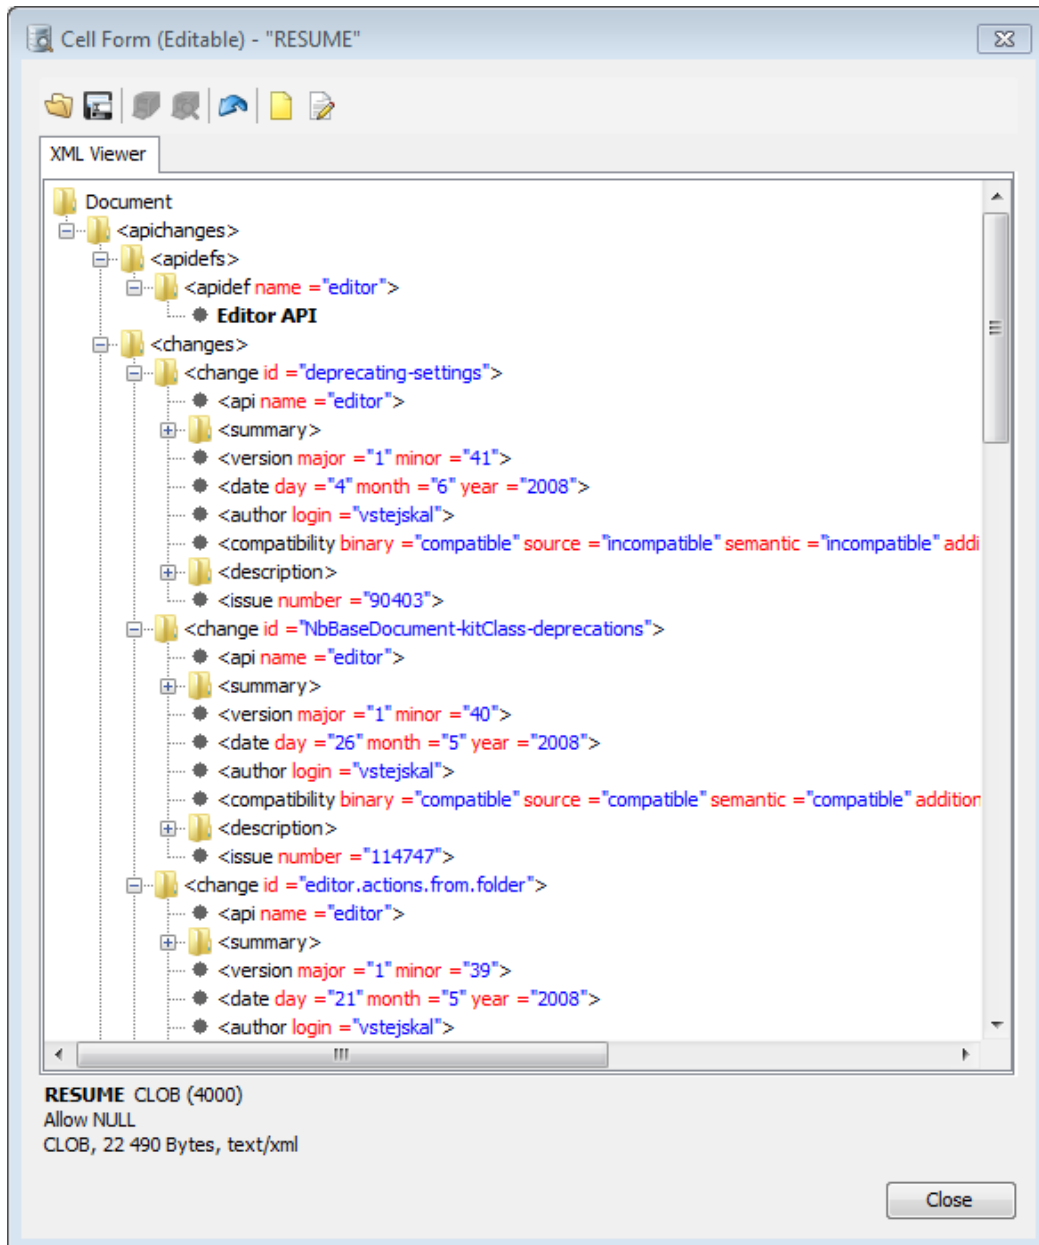 Cell Form (Editable) - "RESUME"
XML Viewer
Document
<apichanges>
<apidefs>
<apidef name ="editor">
Editor API
<changes>
<change id ="deprecating-settings">
<api name ="editor">
<summary>
<version major ="1" minor ="41">
<date day ="4" month ="6" year ="2008">
<author login ="vstejskal">
<compatibility binary ="compatible" source ="incompatible" semantic ="incompatible" addi
<description>
<issue number ="90403">
<change id ="NbBaseDocument-kitClass-deprecations">
<api name ="editor">
<summary>
<version major ="1" minor ="40">
<date day ="26" month ="5" year ="2008">
<author login ="vstejskal">
<compatibility binary ="compatible" source ="compatible" semantic ="compatible" addition
<description>
<issue number ="114747">
<change id ="editor.actions.from.folder">
<api name ="editor">
<summary>
<version major ="1" minor ="39">
<date day ="21" month ="5" year ="2008">
<author login ="vstejskal">
RESUME CLOB (4000)
Allow NULL
CLOB, 22 490 Bytes, text/xml
Close